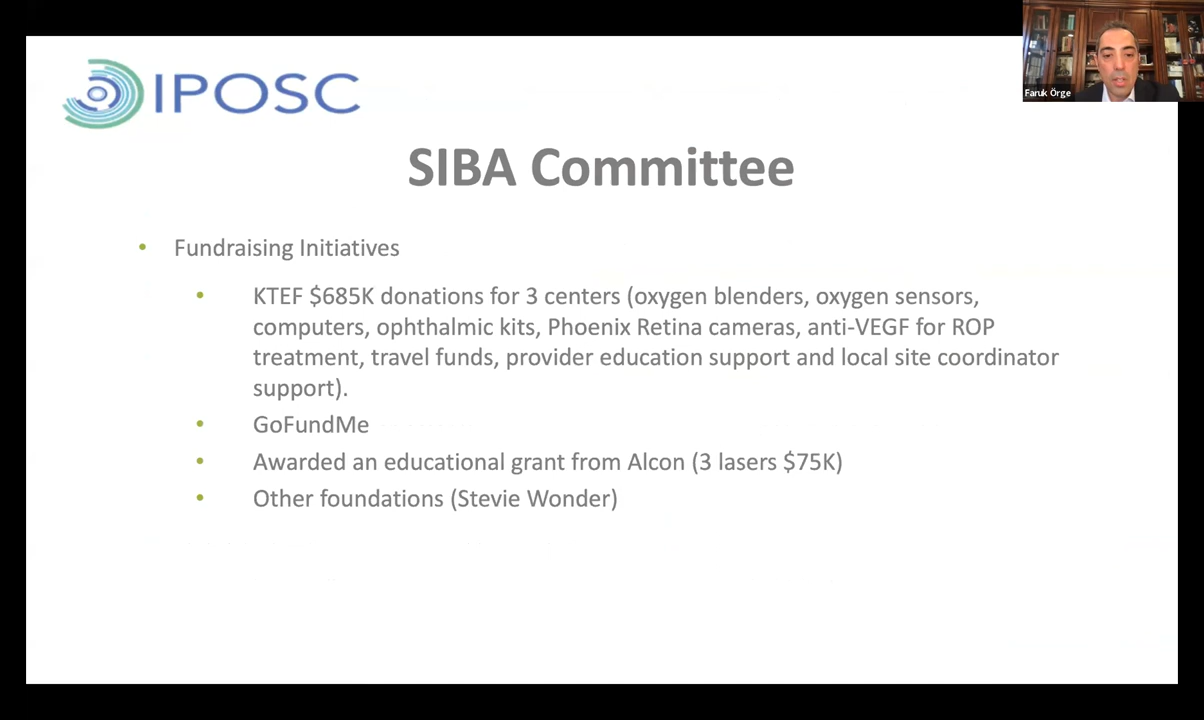 IPOSC
Faruk Örge
SIBA Committee
• Fundraising Initiatives
• KTEF $685K donations for 3 centers (oxygen blenders, oxygen sensors,
computers, ophthalmic kits, Phoenix Retina cameras, anti-VEGF for ROP
treatment, travel funds, provider education support and local site coordinator
support).
• GoFundMe
• Awarded an educational grant from Alcon (3 lasers $75K)
• Other foundations (Stevie Wonder)